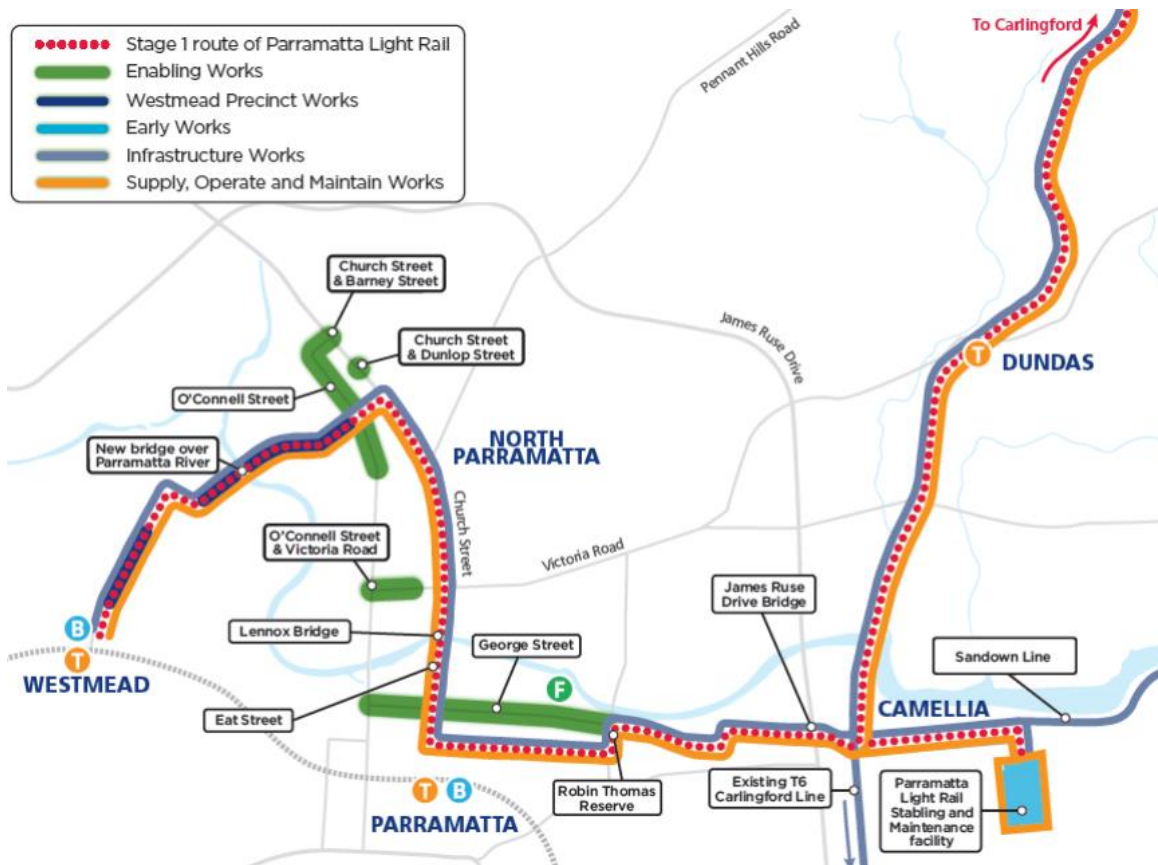 Stage 1 route of Parramatta Light Rail
Enabling Works
Westmead Precinct Works
Early Works
Infrastructure Works
Supply, Operate and Maintain Works
To Carlingford
Pennant Hills Road
Church Street
& Barney Street
Church Street
& Dunlop Street
James Ruse Drive
T
DUNDAS
O'Connell Street
NORTH
PARRAMATTA
New bridge over
Parramatta River
Church Street
O'Connell Street
& Victoria Road
Victoria Road
James Ruse
Drive Bridge
Lennox Bridge
George Street
Sandown Line
B
T
WESTMEAD
F
Eat Street
CAMELLIA
Robin Thomas
Reserve
Existing T6
Carlingford Line
Parramatta
Light Rail
Stabling and
Maintenance
facility
T B
PARRAMATTA